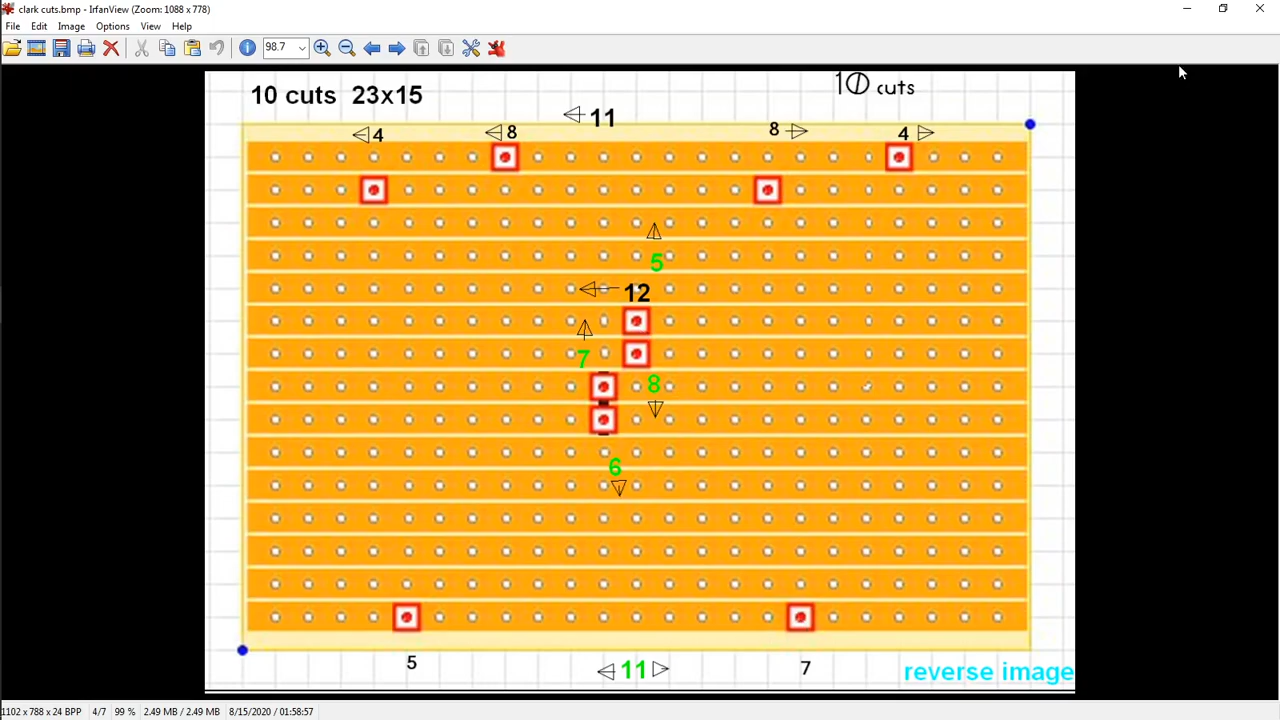 clark cuts.bmp - IrfanView (Zoom: 1088 x 778)
File Edit Image Options View Help
98.7
10 cuts 23x15
10 cuts
11
4 8 8 4
5
12
7
8
6
5 11 7
reverse image
1102 x 788 x 24 BPP 4/7 99 % 2.49 MB / 2.49 MB 8/15/2020 / 01:58:57